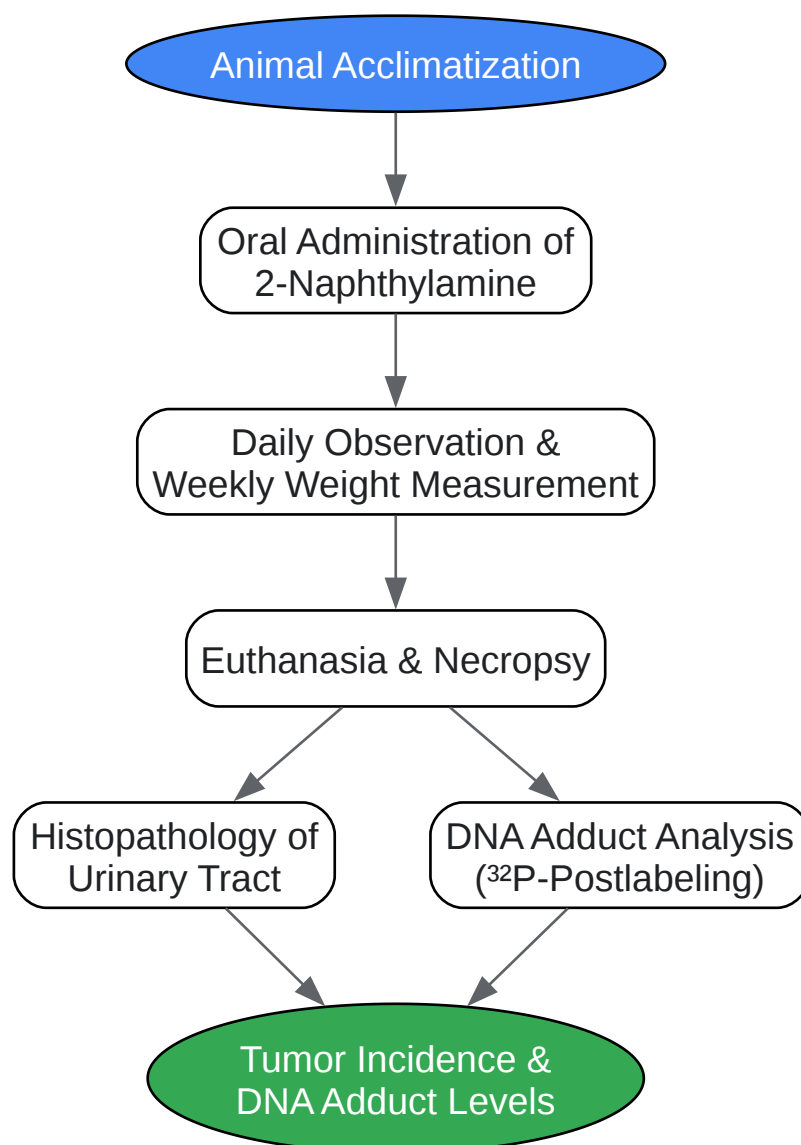 Animal Acclimatization
Oral Administration of
2-Naphthylamine
Daily Observation &
Weekly Weight Measurement
Euthanasia & Necropsy
Histopathology of
Urinary Tract
DNA Adduct Analysis
(³²P-Postlabeling)
Tumor Incidence &
DNA Adduct Levels